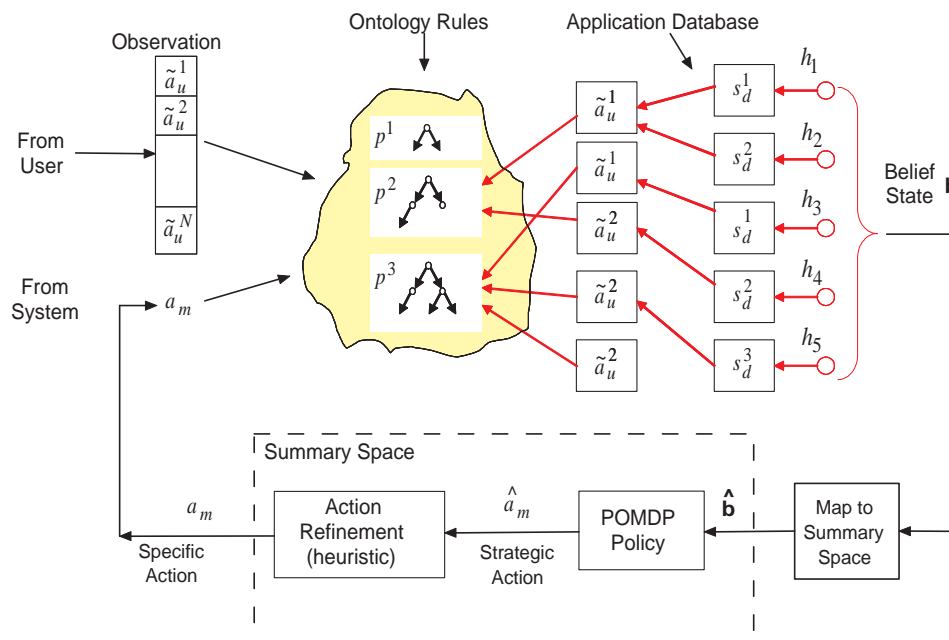 Ontology Rules
Application Database
Observation
ã_u^1
ã_u^2
ã_u^N
From
User
From
System
a_m
p^1
p^2
p^3
ã_u^1
ã_u^1
ã_u^2
ã_u^2
ã_u^2
s_d^1
s_d^2
s_d^1
s_d^2
s_d^3
h_1
h_2
h_3
h_4
h_5
Belief
State
Summary Space
a_m
Specific
Action
Action
Refinement
(heuristic)
â_m
Strategic
Action
POMDP
Policy
b̂
Map to
Summary
Space